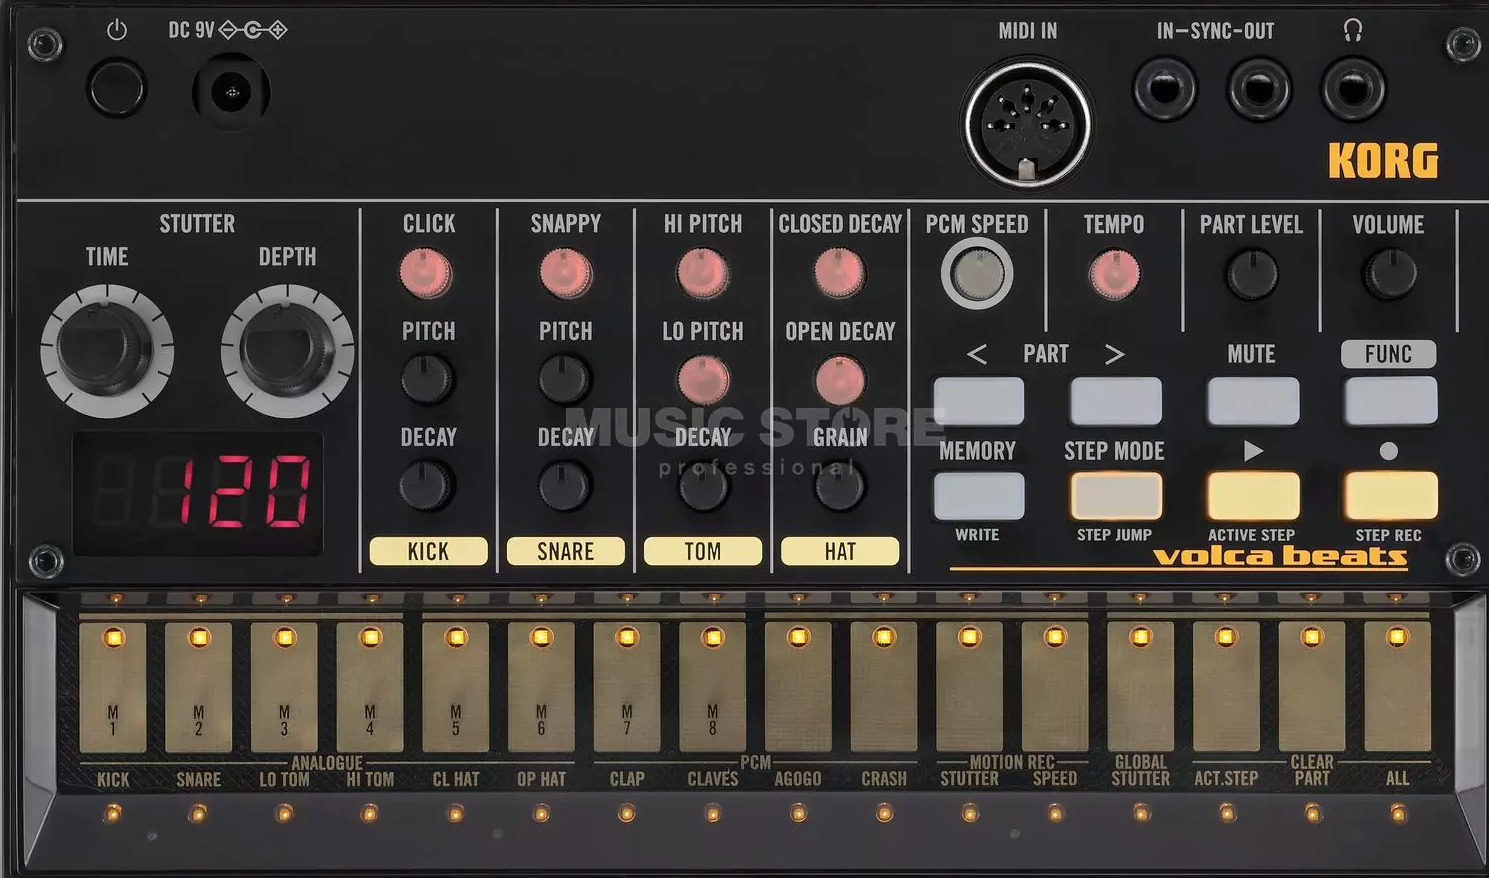 DC 9V
MIDI IN
IN-SYNC-OUT
KORG
STUTTER
TIME
DEPTH
CLICK
SNAPPY
HI PITCH
CLOSED DECAY
PCM SPEED
TEMPO
PART LEVEL
VOLUME
PITCH
PITCH
LO PITCH
OPEN DECAY
< PART >
MUTE
FUNC
MUSIC STORE
professional
DECAY
DECAY
DECAY
GRAIN
MEMORY
STEP MODE
120
WRITE
STEP JUMP
ACTIVE STEP
STEP REC
KICK
SNARE
TOM
HAT
volca beats
M 1
M 2
M 3
M 4
M 5
M 6
M 7
M 8
ANALOGUE
PCM
MOTION REC
GLOBAL
CLEAR
KICK
SNARE
LO TOM
HI TOM
CL HAT
OP HAT
CLAP
CLAVES
AGOGO
CRASH
STUTTER
SPEED
STUTTER
ACT.STEP
PART
ALL